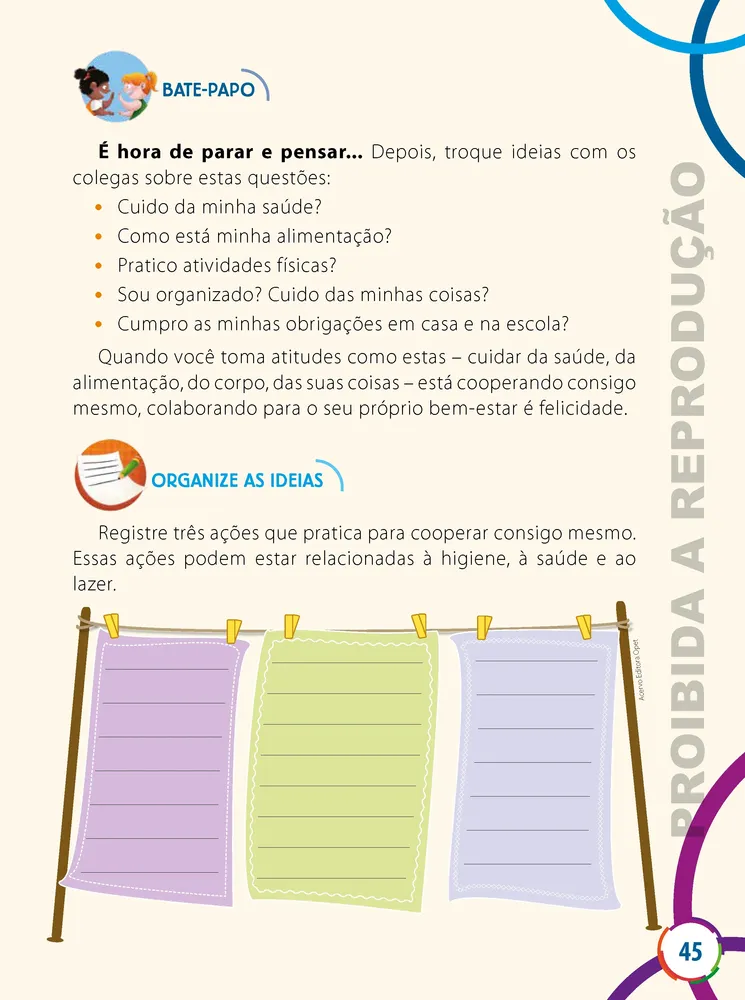 BATE-PAPO
É hora de parar e pensar... Depois, troque ideias com os
colegas sobre estas questões:
• Cuido da minha saúde?
• Como está minha alimentação?
• Pratico atividades físicas?
• Sou organizado? Cuido das minhas coisas?
• Cumpro as minhas obrigações em casa e na escola?
Quando você toma atitudes como estas – cuidar da saúde, da
alimentação, do corpo, das suas coisas – está cooperando consigo
mesmo, colaborando para o seu próprio bem-estar é felicidade.
ORGANIZE AS IDEIAS
Registre três ações que pratica para cooperar consigo mesmo.
Essas ações podem estar relacionadas à higiene, à saúde e ao
lazer.
Acervo Editora Opet
PROIBIDA A REPRODUÇÃO
45